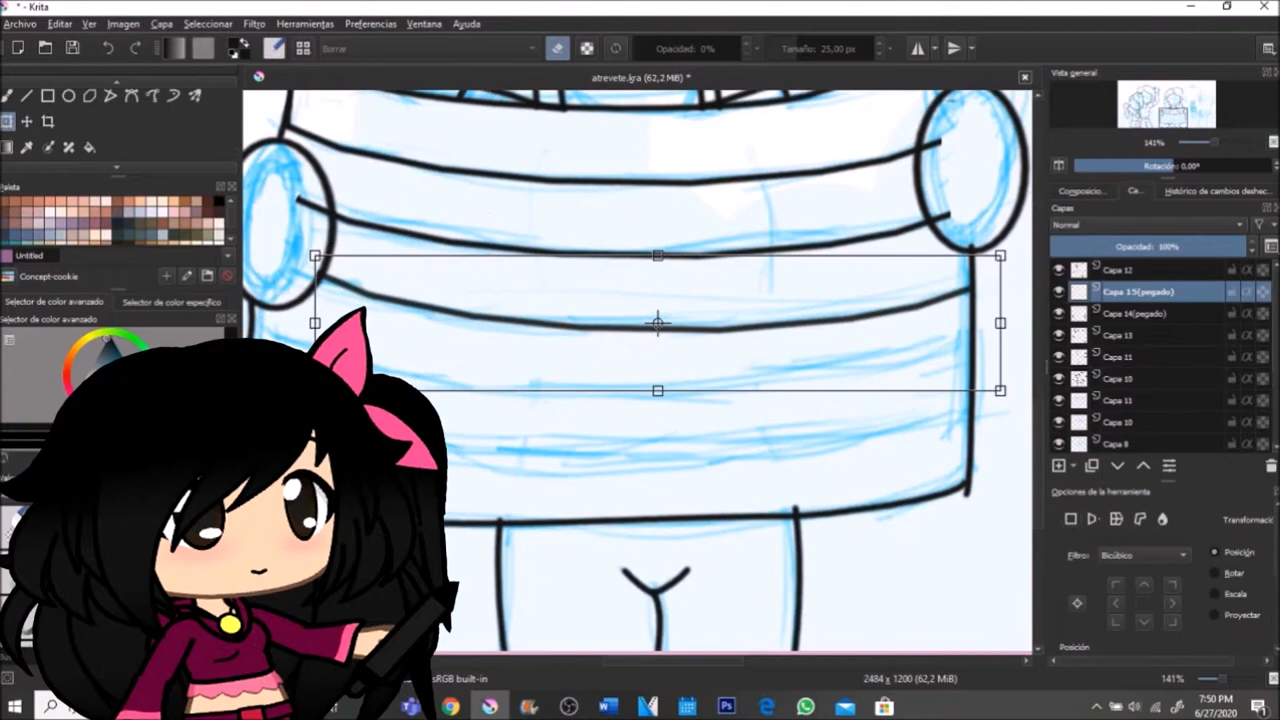 * - Krita
Archivo Editar Ver Imagen Capa Seleccionar Filtro Herramientas Preferencias Ventana Ayuda
Borrar Opacidad: 0% Tamaño: 25,00 px
atrevete.kra (62,2 MiB) *
Vista general
141%
Rotación: 0,00°
Composicio... Ca... Histórico de cambios deshec...
Capas
Normal
Opacidad: 100%
Capa 12
Capa 15(pegado)
Capa 14(pegado)
Capa 13
Capa 11
Capa 10
Capa 11
Capa 10
Capa 8
Opciones de la herramienta
Transformació
Filtro: Bicúbico
Posición
Rotar
Escala
Proyectar
Posición
Paleta
Untitled
Concept-cookie
Selector de color avanzado Selector de color específico
Selector de color avanzado
sRGB built-in 2484 x 1200 (62,2 MiB) 141%
7:50 PM
6/27/2020